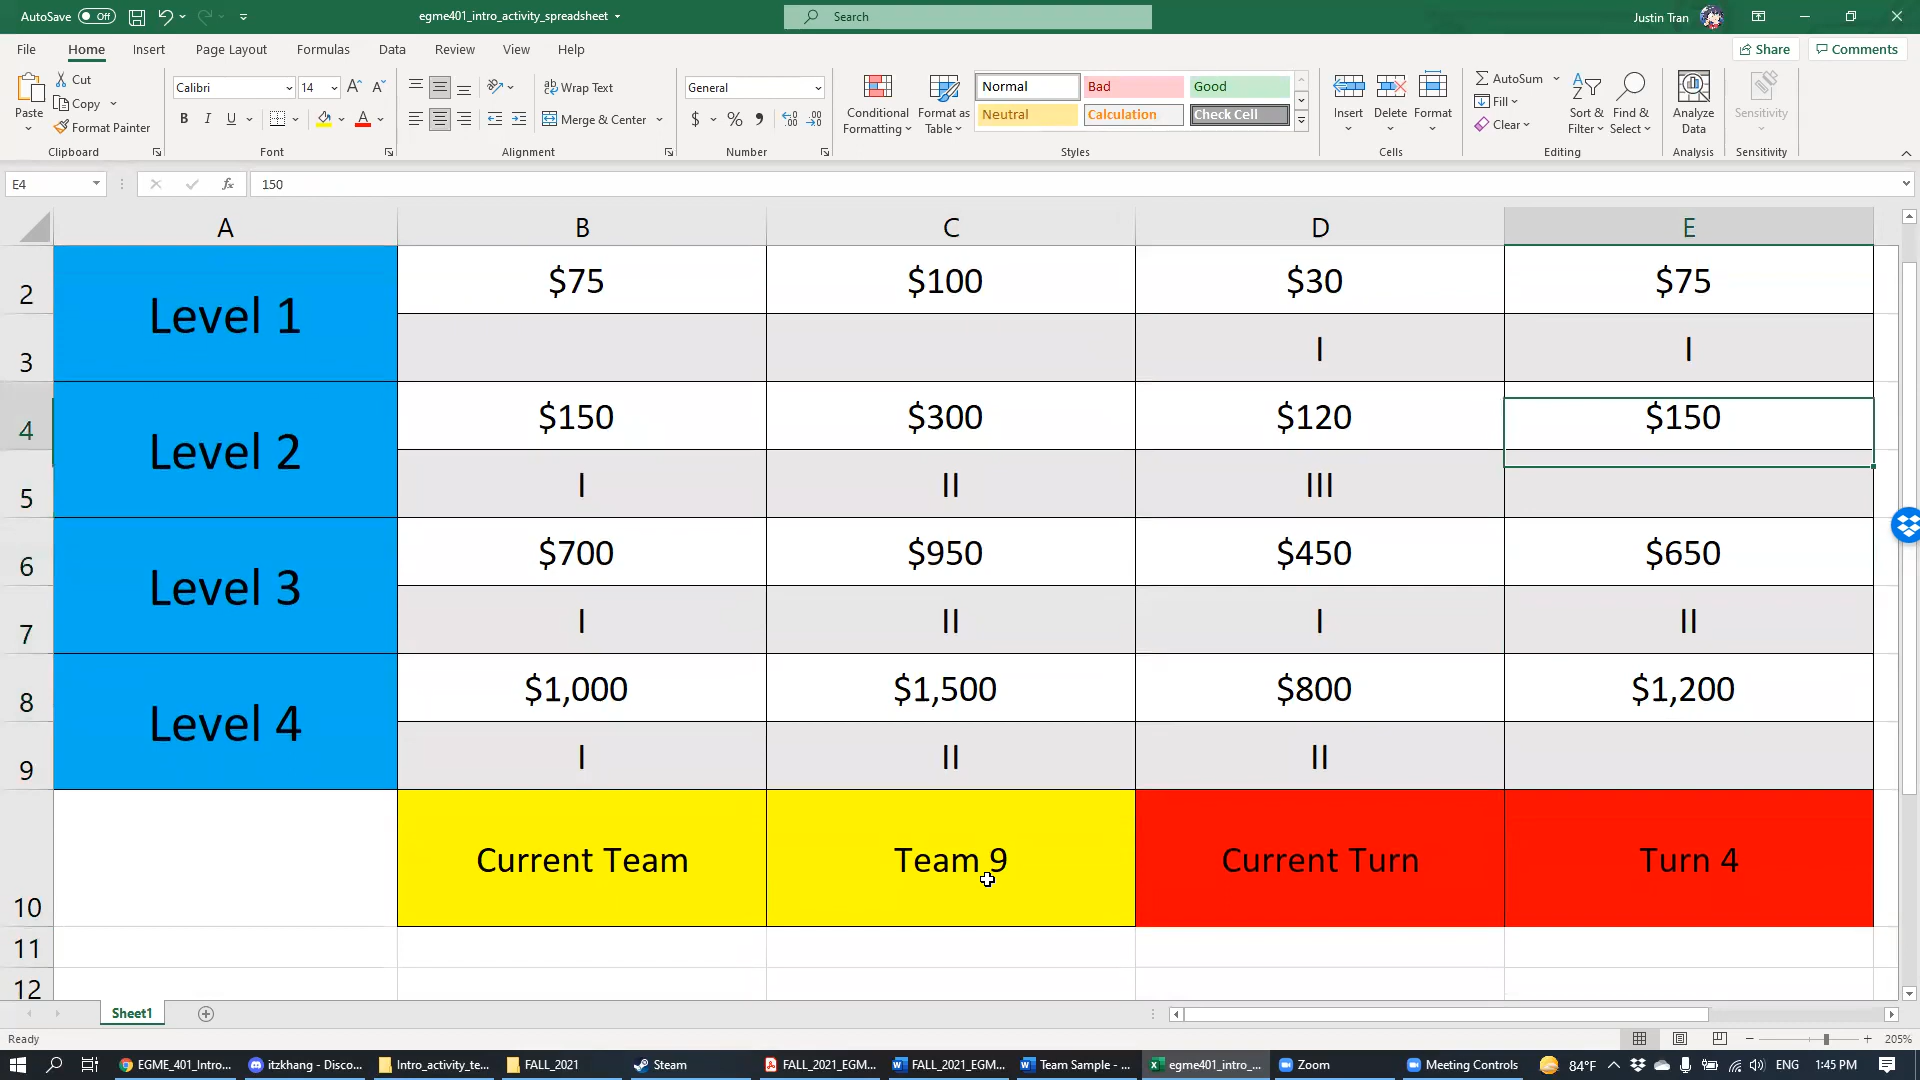 AutoSave Off egme401_intro_activity_spreadsheet Search Justin Tran
File Home Insert Page Layout Formulas Data Review View Help Share Comments
Paste Cut Copy Format Painter Clipboard
Calibri 14 A A B I U A Font
Wrap Text Merge & Center Alignment
General $ % Number
Conditional Formatting Format as Table Normal Bad Good Neutral Calculation Check Cell Styles
Insert Delete Format Cells
AutoSum Fill Clear Sort & Filter Find & Select Editing
Analyze Data Analysis
Sensitivity Sensitivity
E4 fx 150
A B C D E
2 Level 1 $75 $100 $30 $75
3 I I
4 Level 2 $150 $300 $120 $150
5 I II III
6 Level 3 $700 $950 $450 $650
7 I II I II
8 Level 4 $1,000 $1,500 $800 $1,200
9 I II II
10 Current Team Team 9 Current Turn Turn 4
11
12
Sheet1
Ready 205%
EGME_401_Intro... itzkhang - Disco... Intro_activity_te... FALL_2021 Steam FALL_2021_EGM... FALL_2021_EGM... Team Sample - ... egme401_intro_... Zoom Meeting Controls 84°F ENG 1:45 PM